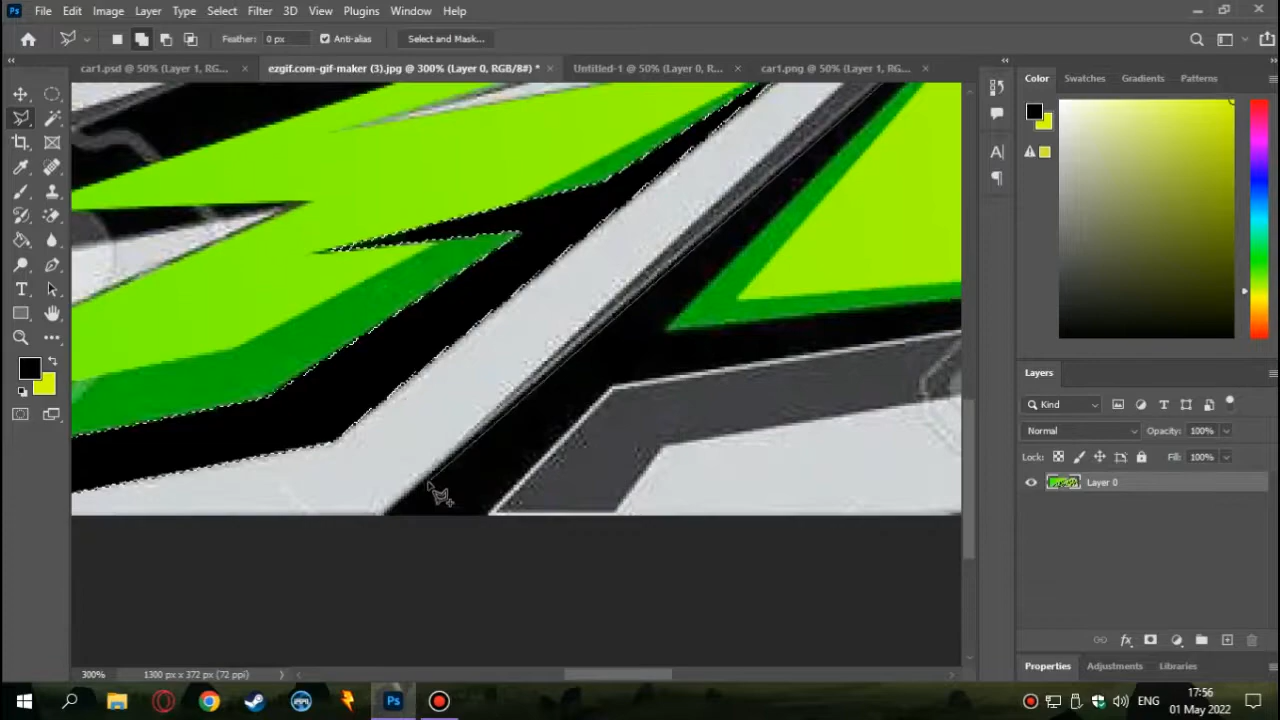 Ps File Edit Image Layer Type Select Filter 3D View Plugins Window Help
Feather: 0 px Anti-alias Select and Mask...
car1.psd @ 50% (Layer 1, RG... × ezgif.com-gif-maker (3).jpg @ 300% (Layer 0, RGB/8#) * × Untitled-1 @ 50% (Layer 0, R... × car1.png @ 50% (Layer 1, RG... ×
Color Swatches Gradients Patterns
Layers
Kind
Normal Opacity: 100%
Lock: Fill: 100%
Layer 0
fx
Properties Adjustments Libraries
300% 1300 px x 372 px (72 ppi)
Ps ENG 17:56
01 May 2022